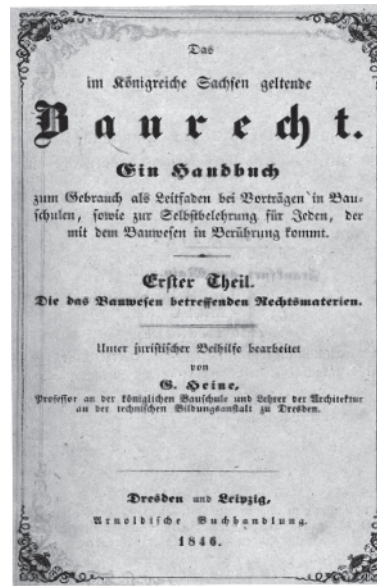 Das
im Königreiche Sachsen geltende
Baurecht.
Ein Handbuch
zum Gebrauch als Leitfaden bei Vorträgen in Bau-
schulen, sowie zur Selbstbelehrung für Jeden, der
mit dem Bauwesen in Berührung kommt.
Erster Theil.
Die das Bauwesen betreffenden Rechtsmaterien.
Unter juristischer Beihilfe bearbeitet
von
G. Heine,
Professor an der königlichen Bauschule und Lehrer der Architektur
an der technischen Bildungsanstalt zu Dresden.
Dresden und Leipzig,
Arnoldische Buchhandlung.
1846.